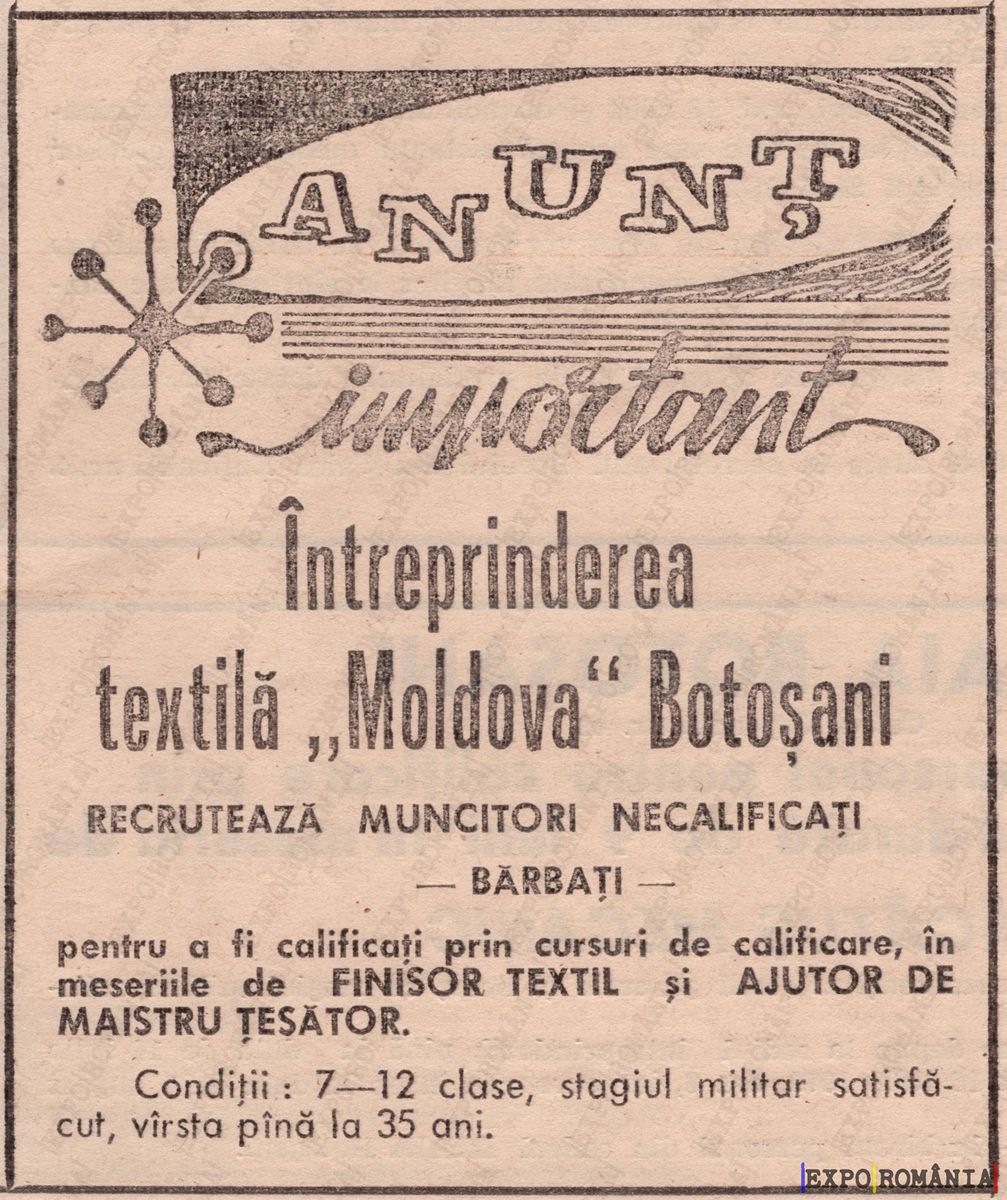 ANUNȚ
important
Întreprinderea
textilă „Moldova“ Botoșani
RECRUTEAZĂ MUNCITORI NECALIFICAȚI
— BĂRBAȚI —
pentru a fi calificați prin cursuri de calificare, în
meseriile de FINISOR TEXTIL și AJUTOR DE
MAISTRU ȚESĂTOR.
Condiții : 7—12 clase, stagiul militar satisfă-
cut, vîrsta pînă la 35 ani.
EXPO ROMÂNIA